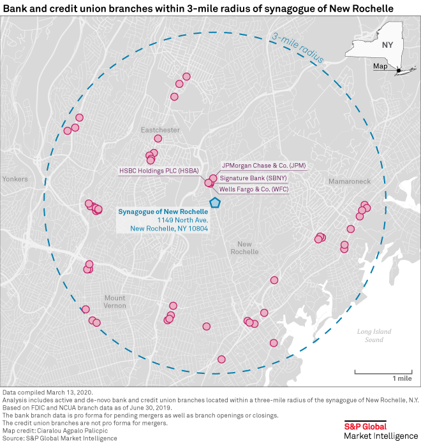 Bank and credit union branches within 3-mile radius of synagogue of New Rochelle
NY
Map
3-mile radius
Eastchester
JPMorgan Chase & Co. (JPM)
HSBC Holdings PLC (HSBA)
Signature Bank (SBNY)
Wells Fargo & Co. (WFC)
Yonkers
Mamaroneck
Synagogue of New Rochelle
1149 North Ave.
New Rochelle, NY 10804
New
Rochelle
Mount
Vernon
Long Island
Sound
1 mile
Data compiled March 13, 2020.
Analysis includes active and de-novo bank and credit union branches located within a three-mile radius of the synagogue of New Rochelle, N.Y.
Based on FDIC and NCUA branch data as of June 30, 2019.
The bank branch data is pro forma for pending mergers as well as branch openings or closings.
The credit union branches are not pro forma for mergers.
Map credit: Ciaralou Agpalo Palicpic
Source: S&P Global Market Intelligence
S&P Global
Market Intelligence